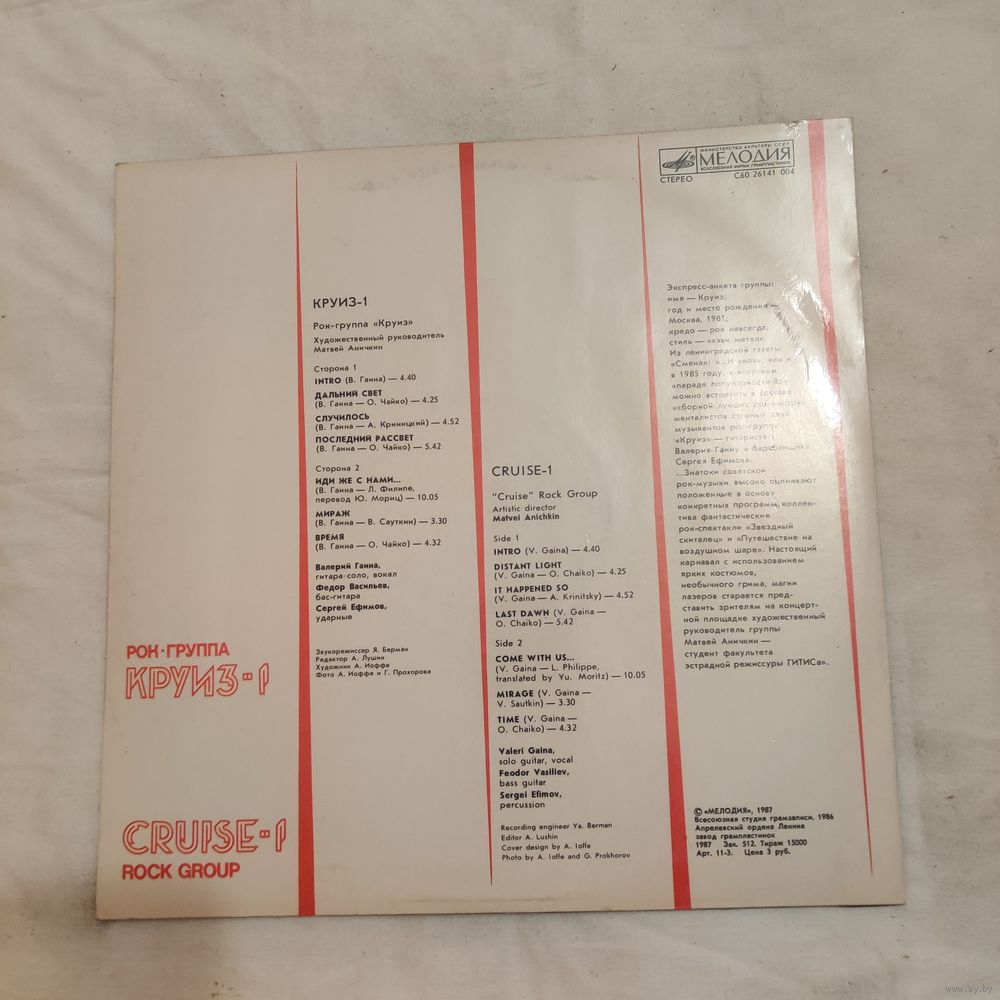 МИНИСТЕРСТВО КУЛЬТУРЫ СССР
МЕЛОДИЯ
ВСЕСОЮЗНАЯ ФИРМА ГРАМПЛАСТИНОК
СТЕРЕО С60 26141 004
КРУИЗ-1
Рок-группа «Круиз»
Художественный руководитель
Матвей Аничкин
Сторона 1
INTRO (В. Гаина) — 4.40
ДАЛЬНИЙ СВЕТ
(В. Гаина — О. Чайко) — 4.25
СЛУЧИЛОСЬ
(В. Гаина — А. Криницкий) — 4.52
ПОСЛЕДНИЙ РАССВЕТ
(В. Гаина — О. Чайко) — 5.42
Сторона 2
ИДИ ЖЕ С НАМИ...
(В. Гаина — Л. Филипе,
перевод Ю. Мориц) — 10.05
МИРАЖ
(В. Гаина — В. Сауткин) — 3.30
ВРЕМЯ
(В. Гаина — О. Чайко) — 4.32
Валерий Гаина,
гитара-соло, вокал
Федор Васильев,
бас-гитара
Сергей Ефимов,
ударные
Звукорежиссер Я. Берман
Редактор А. Лушин
Художник А. Иоффе
Фото А. Иоффе и Г. Прохорова
РОК-ГРУППА
КРУИЗ-1
CRUISE-1
ROCK GROUP
CRUISE-1
"Cruise" Rock Group
Artistic director
Matvei Anichkin
Side 1
INTRO (V. Gaina) — 4.40
DISTANT LIGHT
(V. Gaina — O. Chaiko) — 4.25
IT HAPPENED SO
(V. Gaina — A. Krinitsky) — 4.52
LAST DAWN (V. Gaina —
O. Chaiko) — 5.42
Side 2
COME WITH US...
(V. Gaina — L. Philippe,
translated by Yu. Moritz) — 10.05
MIRAGE (V. Gaina —
V. Sautkin) — 3.30
TIME (V. Gaina —
O. Chaiko) — 4.32
Valeri Gaina,
solo guitar, vocal
Feodor Vasiliev,
bass guitar
Sergei Efimov,
percussion
Recording engineer Ya. Berman
Editor A. Lushin
Cover design by A. Ioffe
Photo by A. Ioffe and G. Prokhorov
Экспресс-анкета группы:
имя — Круиз;
год и место рождения —
Москва, 1981;
кредо — рок навсегда;
стиль — «хэви метал».
Из ленинградской газеты
«Смена»: «...И вновь, как и
в 1985 году, в итоговом
«параде популярности-86»
можно встретить в составе
«сборной лучших рок-инстру-
менталистов страны» двух
музыкантов рок-группы
«Круиз» — гитариста
Валерия Гаину и барабанщика
Сергея Ефимова.
...Знатоки советской
рок-музыки высоко оценивают
положенные в основу
конкретных программ коллек-
тива фантастические
рок-спектакли «Звездный
скиталец» и «Путешествие на
воздушном шаре». Настоящий
карнавал с использованием
ярких костюмов,
необычного грима, магии
лазеров старается пред-
ставить зрителям на концерт-
ной площадке художественный
руководитель группы
Матвей Аничкин —
студент факультета
эстрадной режиссуры ГИТИСа».
© «МЕЛОДИЯ», 1987
Всесоюзная студия грамзаписи. 1986
Апрелевский ордена Ленина
завод грампластинок
1987 Зак. 512. Тираж 15000
Арт. 11-3. Цена 3 руб.
www.ay.by